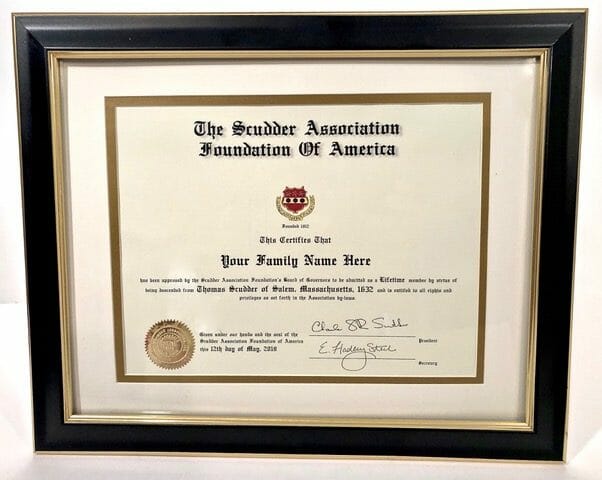 The Scudder Association
Foundation Of America
Founded 1912
This Certifies That
Your Family Name Here
has been approved by the Scudder Association Foundation's Board of Governors to be admitted as a Lifetime member by virtue of
being descended from Thomas Scudder of Salem, Massachusetts, 1632 and is entitled to all rights and
privileges as set forth in the Association by-laws
Given under our hands and the seal of the
Scudder Association Foundation of America
this 12th day of May, 2018
President
Secretary